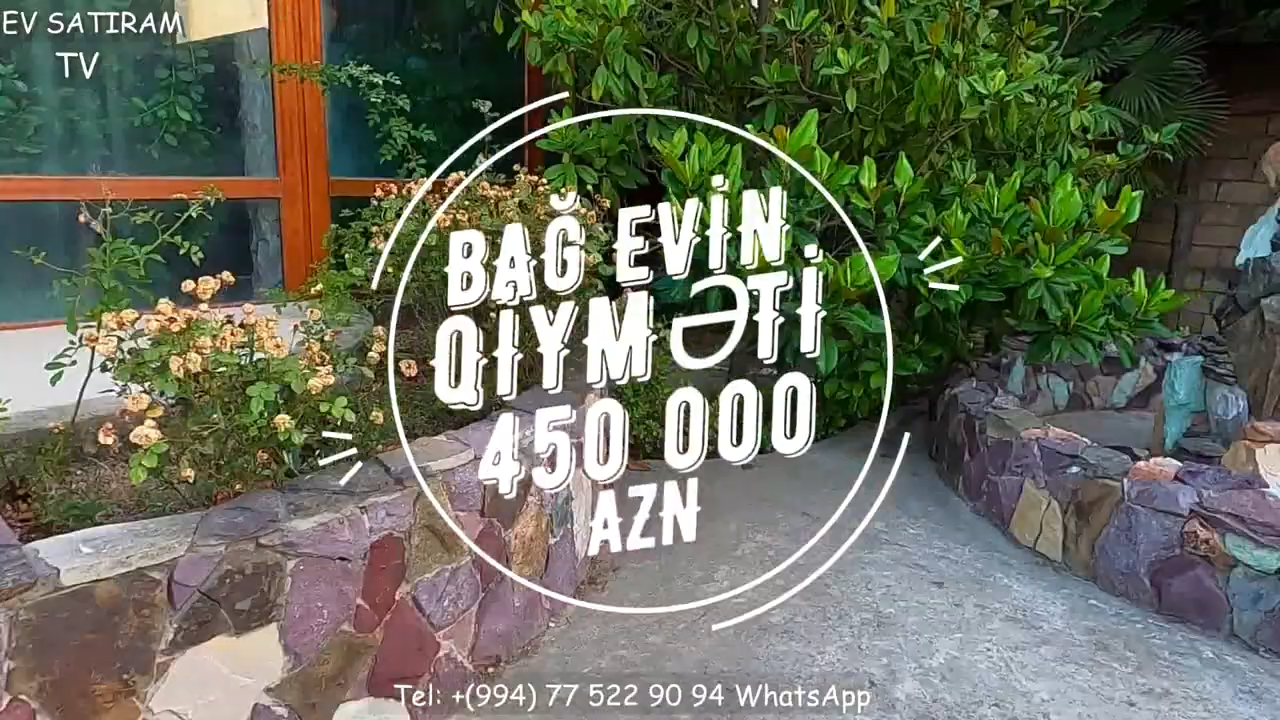 EV SATIRAM
TV
BAĞ EVİN
QİYMƏTİ
450 000
AZN
Tel: +(994) 77 522 90 94 WhatsApp